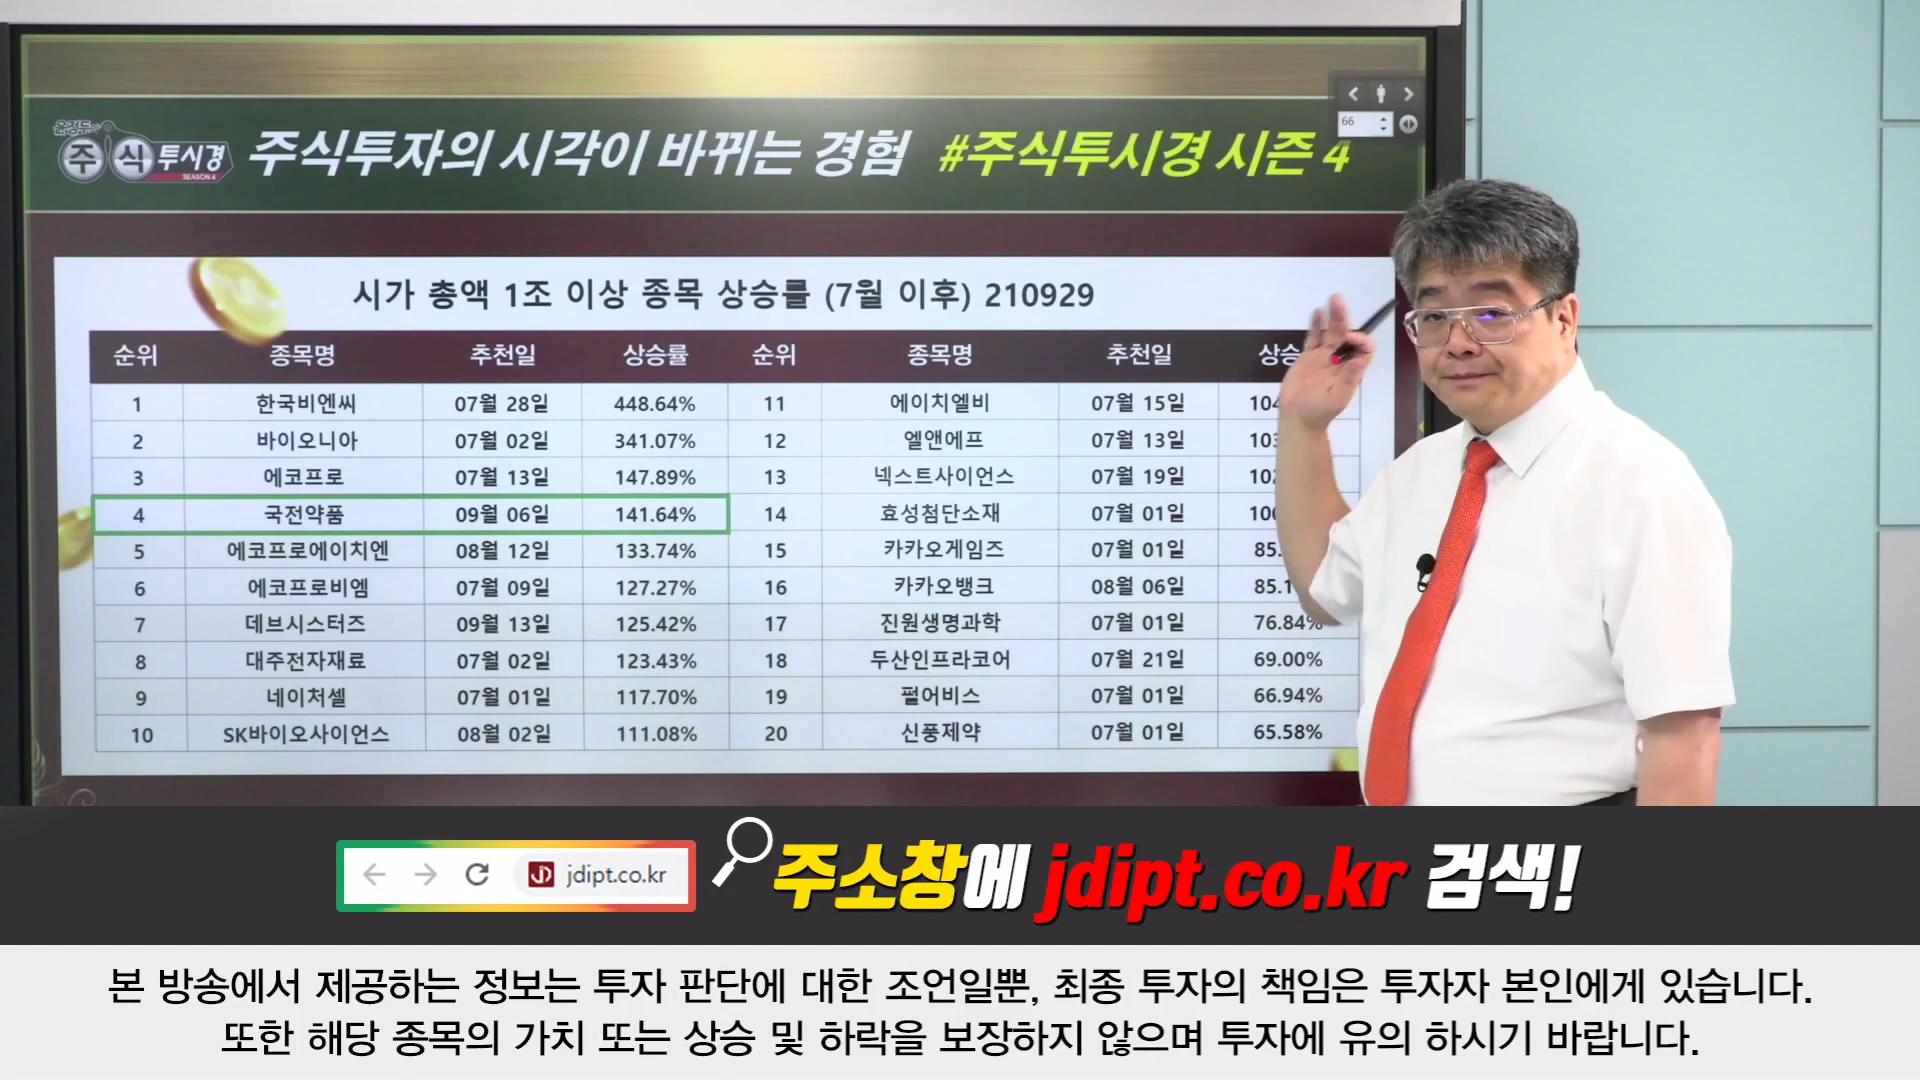 윤정두의
주식투시경
SEASON 4
주식투자의 시각이 바뀌는 경험 #주식투시경 시즌 4
66
시가 총액 1조 이상 종목 상승률 (7월 이후) 210929
순위 종목명 추천일 상승률 순위 종목명 추천일 상승
1 한국비엔씨 07월 28일 448.64% 11 에이치엘비 07월 15일 104
2 바이오니아 07월 02일 341.07% 12 엘앤에프 07월 13일 103
3 에코프로 07월 13일 147.89% 13 넥스트사이언스 07월 19일 102
4 국전약품 09월 06일 141.64% 14 효성첨단소재 07월 01일 100
5 에코프로에이치엔 08월 12일 133.74% 15 카카오게임즈 07월 01일 85.
6 에코프로비엠 07월 09일 127.27% 16 카카오뱅크 08월 06일 85.1
7 데브시스터즈 09월 13일 125.42% 17 진원생명과학 07월 01일 76.84%
8 대주전자재료 07월 02일 123.43% 18 두산인프라코어 07월 21일 69.00%
9 네이처셀 07월 01일 117.70% 19 펄어비스 07월 01일 66.94%
10 SK바이오사이언스 08월 02일 111.08% 20 신풍제약 07월 01일 65.58%
jdipt.co.kr
주소창에 jdipt.co.kr 검색!
본 방송에서 제공하는 정보는 투자 판단에 대한 조언일뿐, 최종 투자의 책임은 투자자 본인에게 있습니다.
또한 해당 종목의 가치 또는 상승 및 하락을 보장하지 않으며 투자에 유의 하시기 바랍니다.